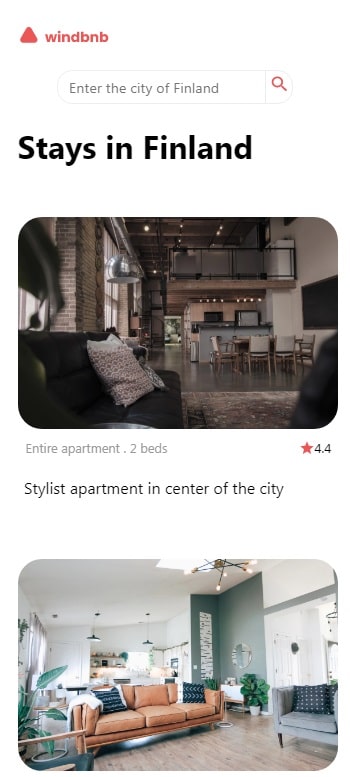 windbnb
Enter the city of Finland
Stays in Finland
Entire apartment . 2 beds 4.4
Stylist apartment in center of the city